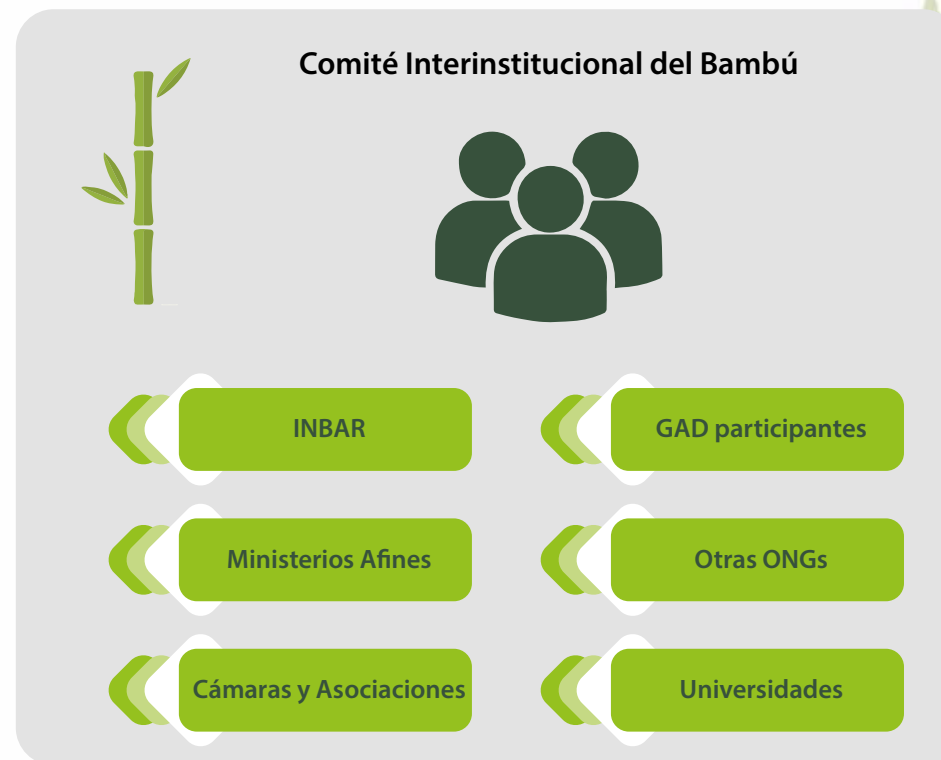 Comité Interinstitucional del Bambú
INBAR
GAD participantes
Ministerios Afines
Otras ONGs
Cámaras y Asociaciones
Universidades